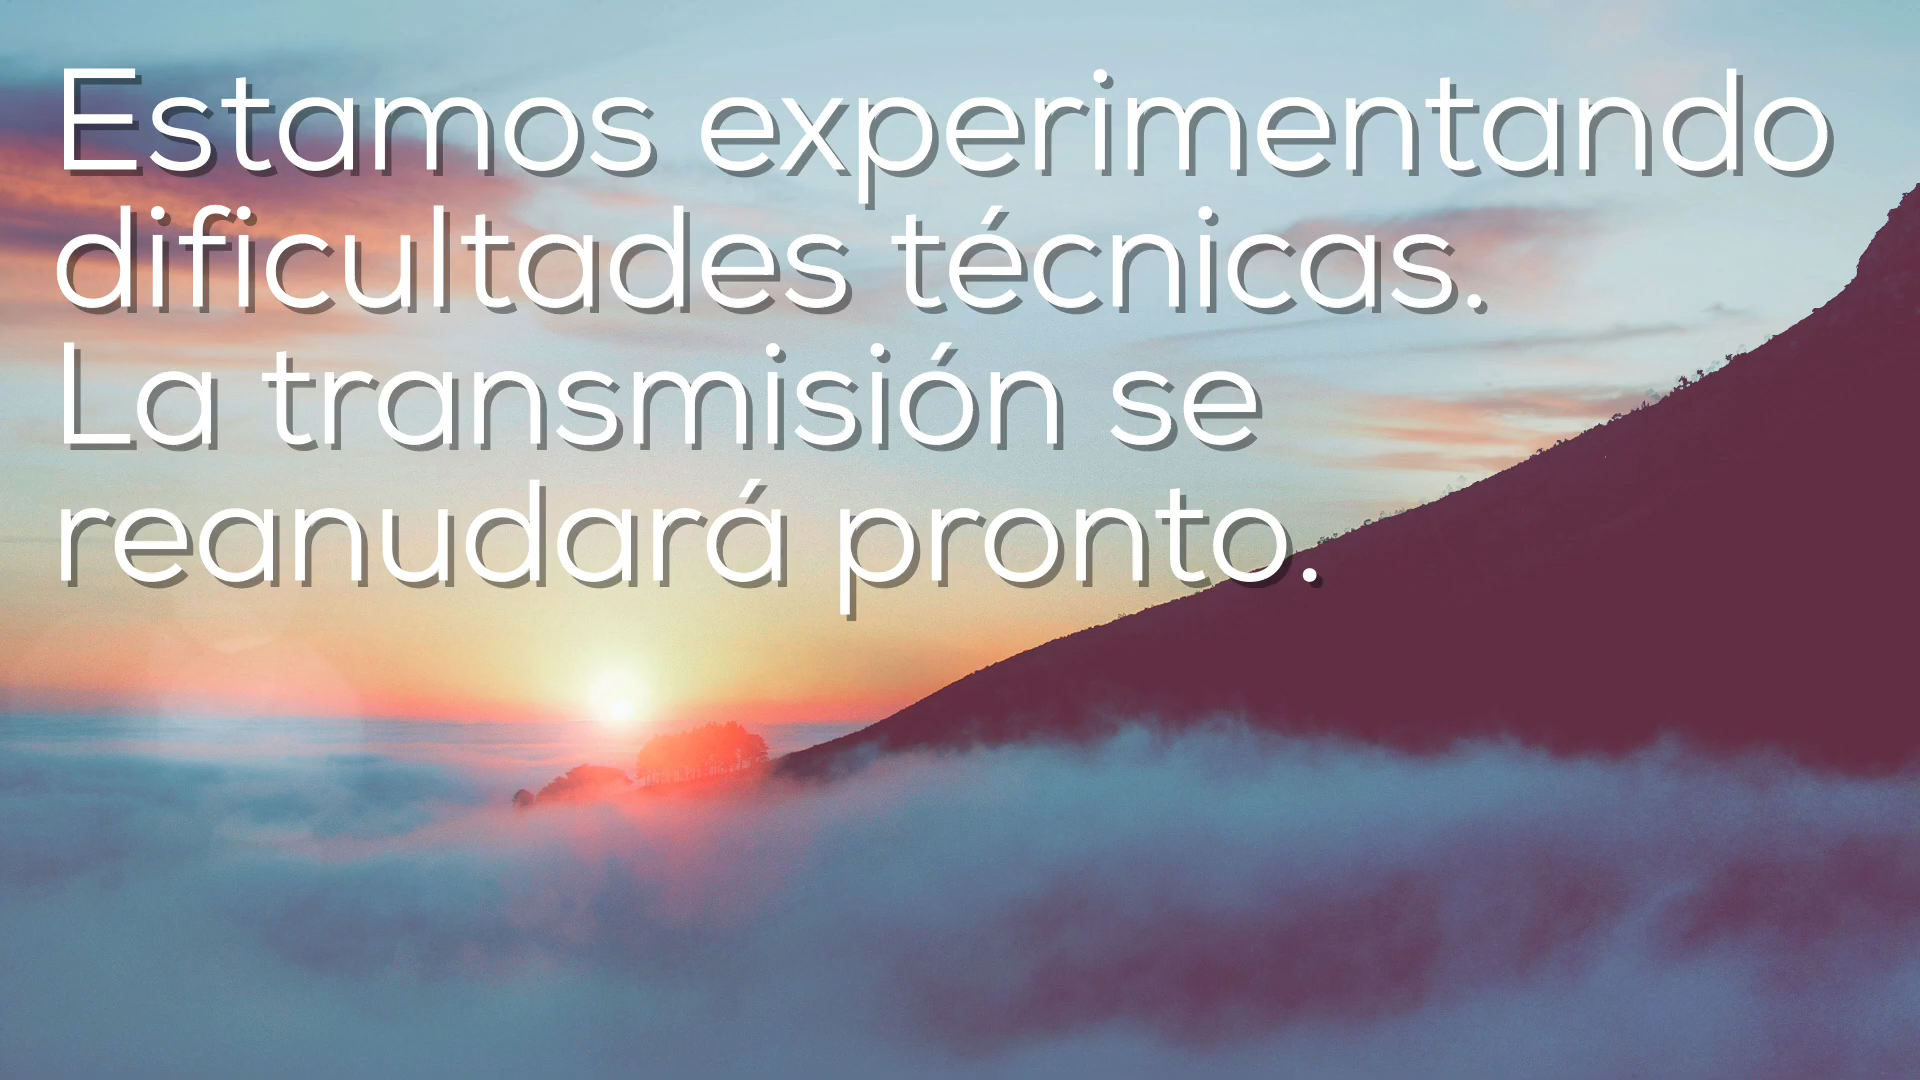 Estamos experimentando
dificultades técnicas.
La transmisión se
reanudará pronto.